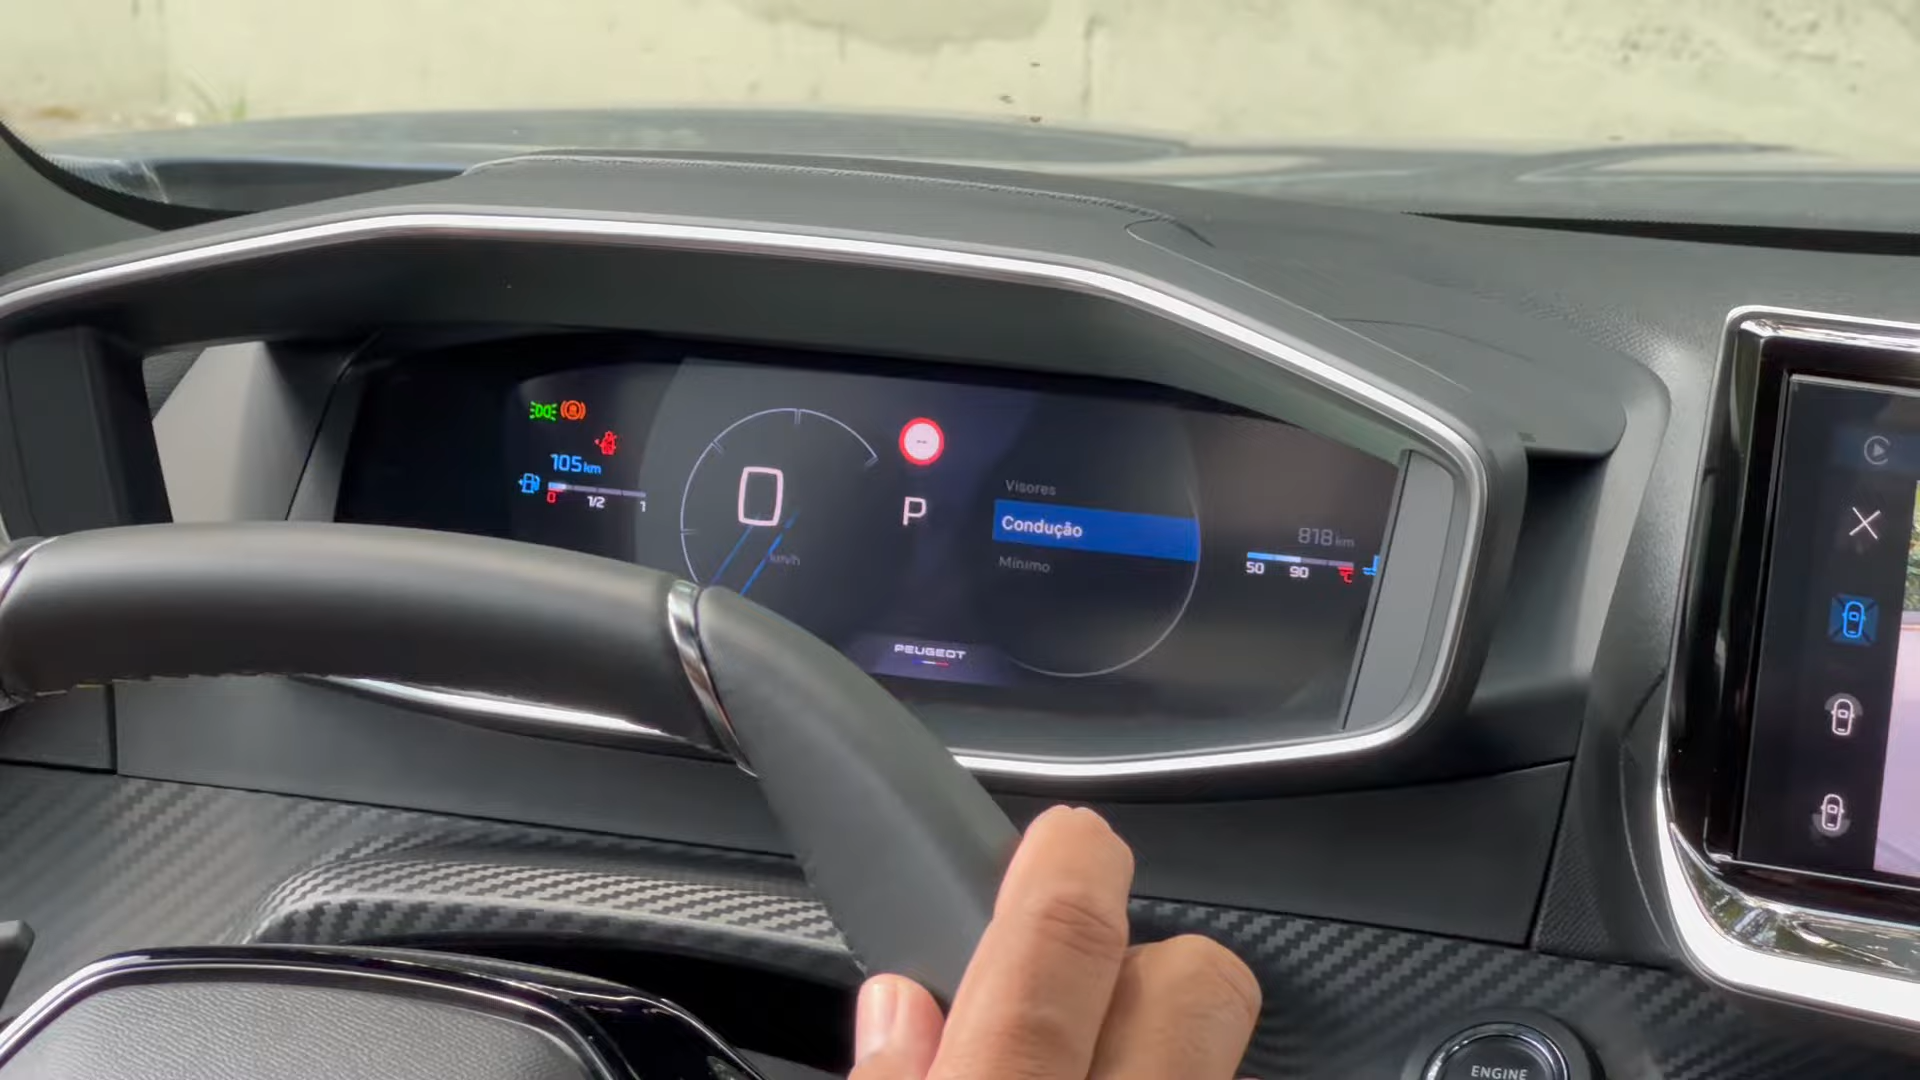 105 km
0 1/2 1
0
km/h
--
P
Visores
Condução
Mínimo
PEUGEOT
818 km
50 90 °C
ENGINE